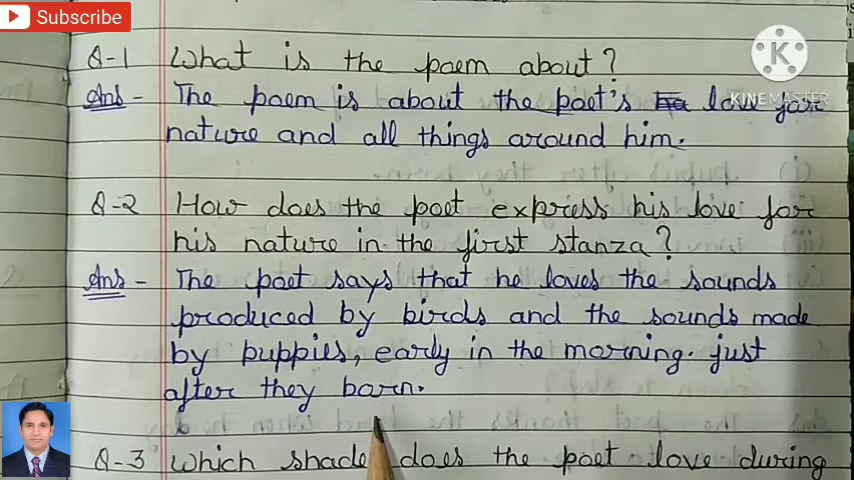 Subscribe
Q-1 What is the poem about?
Ans - The poem is about the poet's love for
nature and all things around him.
Q-2 How does the poet express his love for
his nature in the first stanza?
Ans - The poet says that he loves the sounds
produced by birds and the sounds made
by puppies, early in the morning. just
after they born.
Q-3 Which shade does the poet love during
KINEMASTER